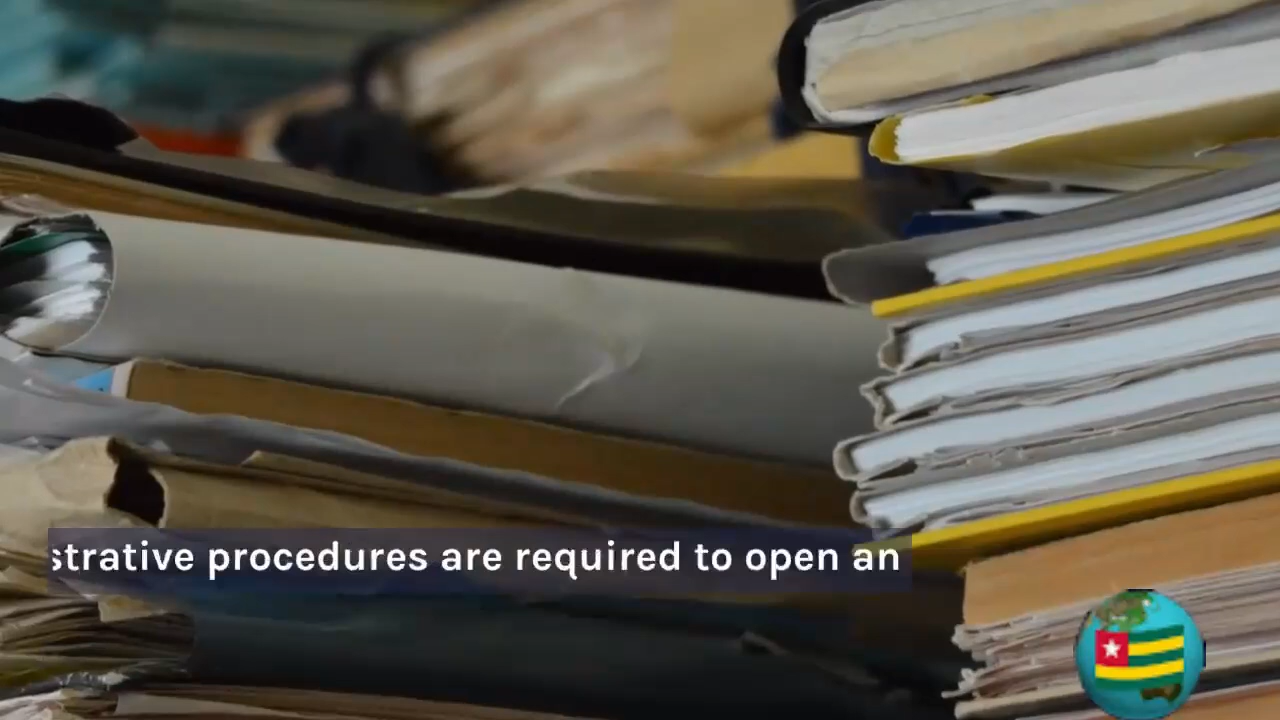 strative procedures are required to open an